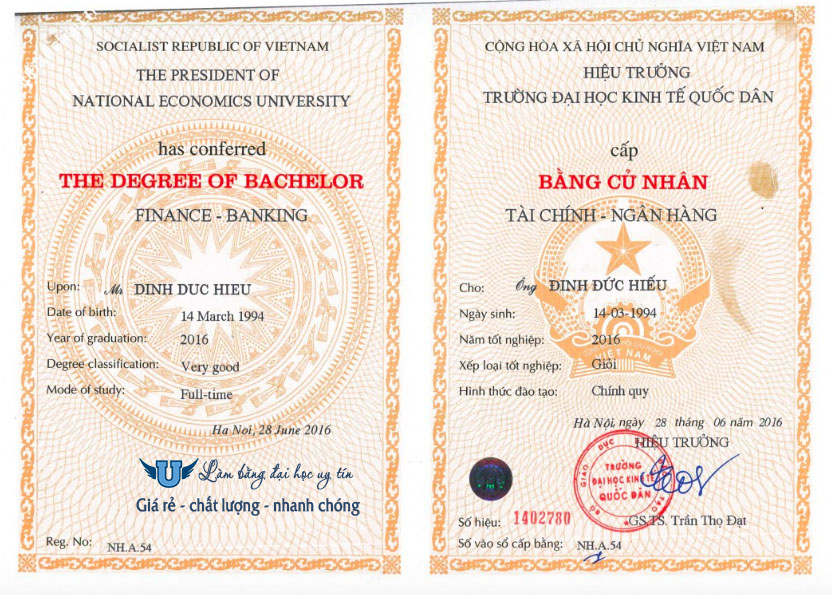 SOCIALIST REPUBLIC OF VIETNAM
THE PRESIDENT OF
NATIONAL ECONOMICS UNIVERSITY
has conferred
THE DEGREE OF BACHELOR
FINANCE - BANKING
Upon: Mr DINH DUC HIEU
Date of birth: 14 March 1994
Year of graduation: 2016
Degree classification: Very good
Mode of study: Full-time
Ha Noi, 28 June 2016
U Làm bằng đại học uy tín
Giá rẻ - chất lượng - nhanh chóng
Reg. No: NH.A.54
CỘNG HÒA XÃ HỘI CHỦ NGHĨA VIỆT NAM
HIỆU TRƯỞNG
TRƯỜNG ĐẠI HỌC KINH TẾ QUỐC DÂN
cấp
BẰNG CỦ NHÂN
TÀI CHÍNH - NGÂN HÀNG
VIỆT NAM
Cho: Ông ĐINH ĐỨC HIẾU
Ngày sinh: 14-03-1994
Năm tốt nghiệp: 2016
Xếp loại tốt nghiệp: Giỏi
Hình thức đào tạo: Chính quy
Hà Nội, ngày 28 tháng 06 năm 2016
HIỆU TRƯỞNG
BỘ GIÁO DỤC
TRƯỜNG
ĐẠI HỌC KINH TẾ
QUỐC DÂN
Số hiệu: 1402780
GS.TS. Trần Thọ Đạt
Số vào sổ cấp bằng: NH.A.54